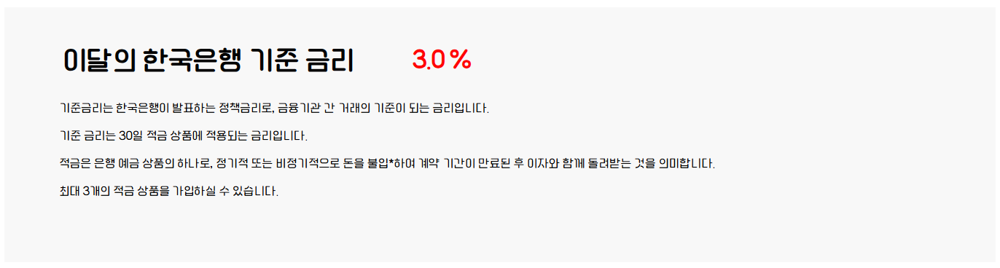 이달의 한국은행 기준 금리 3.0%
기준금리는 한국은행이 발표하는 정책금리로, 금융기관 간 거래의 기준이 되는 금리입니다.
기준 금리는 30일 적금 상품에 적용되는 금리입니다.
적금은 은행 예금 상품의 하나로, 정기적 또는 비정기적으로 돈을 불입*하여 계약 기간이 만료된 후 이자와 함께 돌려받는 것을 의미합니다.
최대 3개의 적금 상품을 가입하실 수 있습니다.